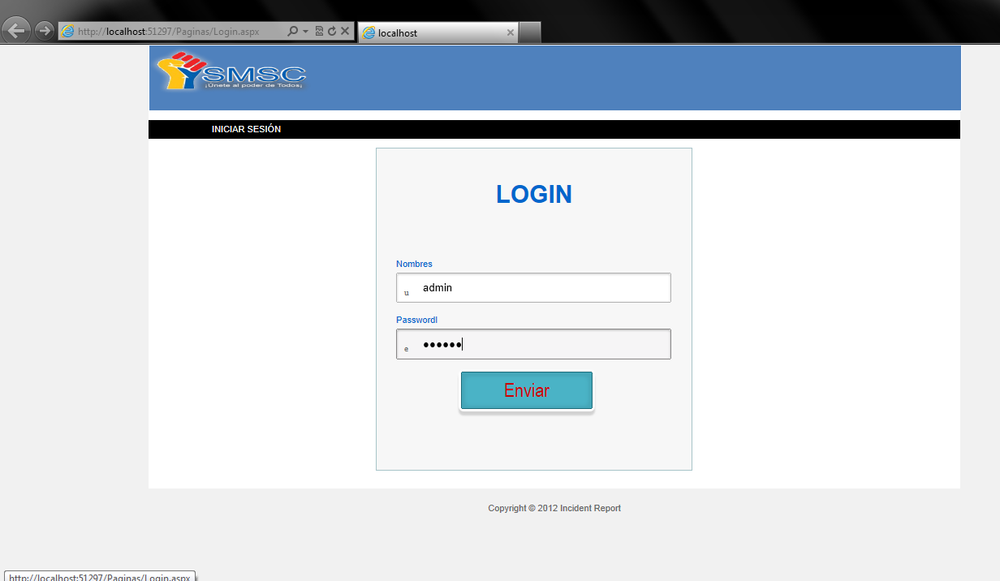 http://localhost:51297/Paginas/Login.aspx
localhost
SMSC
¡Únete al poder de Todos¡
INICIAR SESIÓN
LOGIN
Nombres
u admin
Passwordl
e ••••••
Enviar
Copyright © 2012 Incident Report
http://localhost:51297/Paginas/Login.aspx